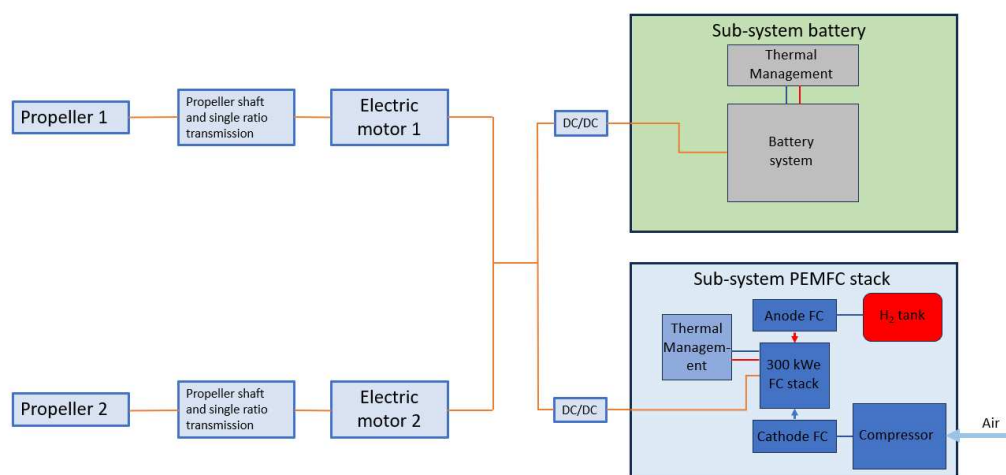 Sub-system battery
Thermal
Management
Battery
system
DC/DC
Propeller 1
Propeller shaft
and single ratio
transmission
Electric
motor 1
Sub-system PEMFC stack
Anode FC
H₂ tank
Thermal
Managem-
ent
300 kWe
FC stack
Propeller 2
Propeller shaft
and single ratio
transmission
Electric
motor 2
DC/DC
Cathode FC
Compressor
Air